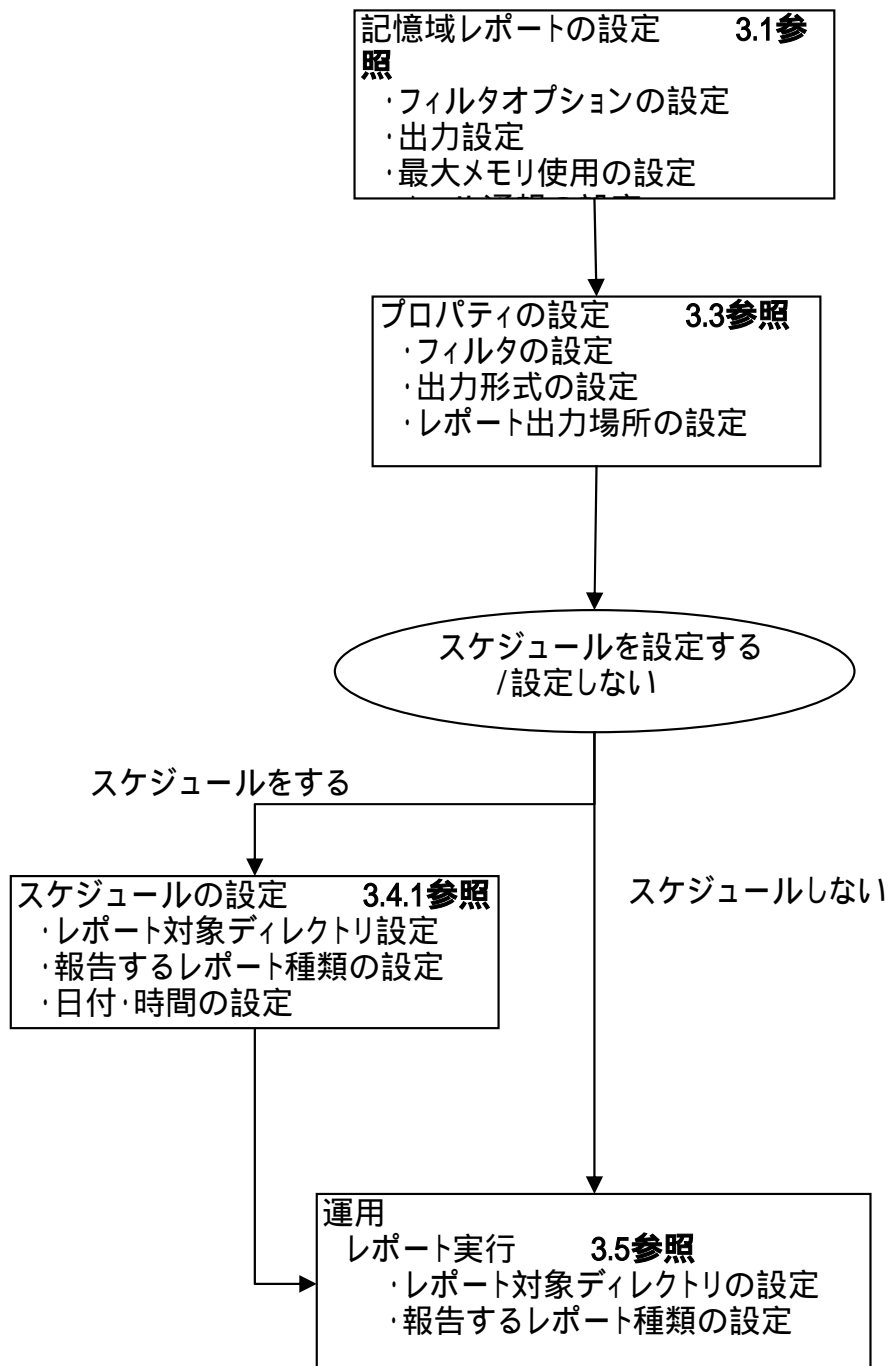 記憶域レポートの設定 3.1参
照
・フィルタオプションの設定
・出力設定
・最大メモリ使用の設定
プロパティの設定 3.3参照
・フィルタの設定
・出力形式の設定
・レポート出力場所の設定
スケジュールを設定する
/設定しない
スケジュールをする
スケジュールしない
スケジュールの設定 3.4.1参照
・レポート対象ディレクトリ設定
・報告するレポート種類の設定
・日付・時間の設定
運用
レポート実行 3.5参照
・レポート対象ディレクトリの設定
・報告するレポート種類の設定